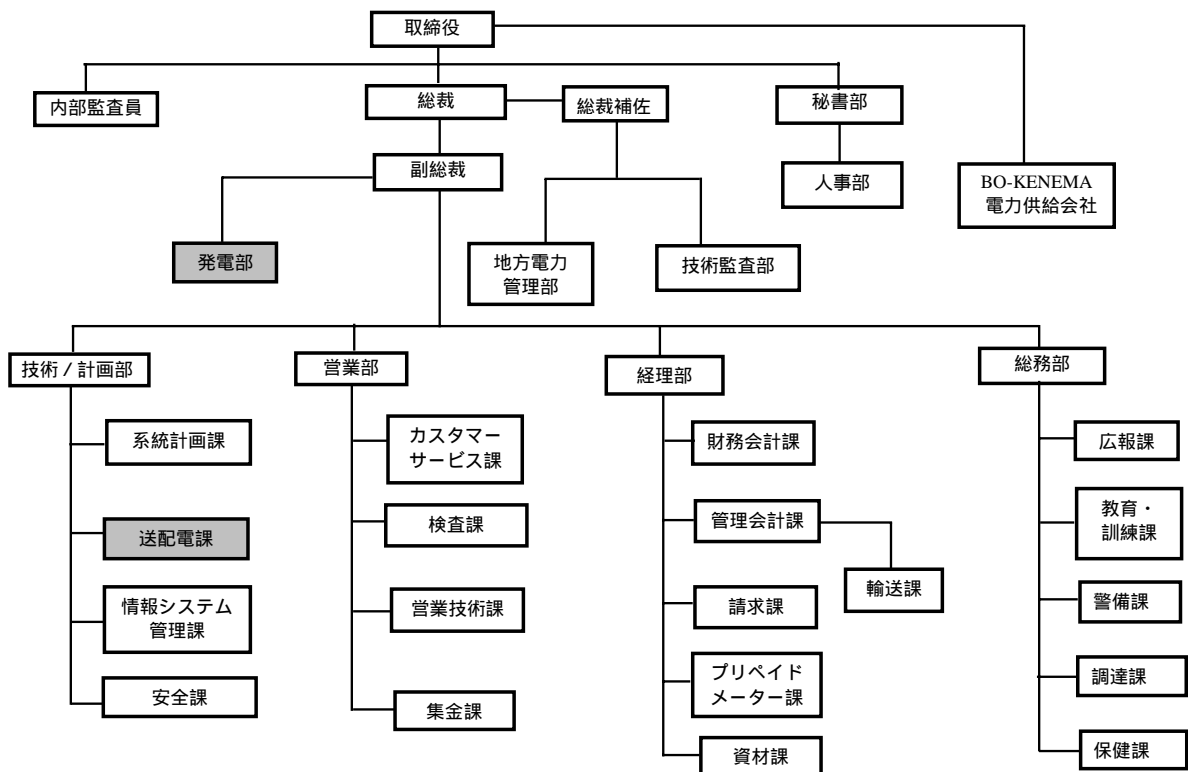 取締役
内部監査員
総裁
総裁補佐
秘書部
副総裁
人事部
BO-KENEMA
電力供給会社
発電部
地方電力
管理部
技術監査部
技術 / 計画部
営業部
経理部
総務部
系統計画課
カスタマー
サービス課
財務会計課
広報課
送配電課
検査課
管理会計課
教育・
訓練課
輸送課
情報システム
管理課
営業技術課
請求課
警備課
安全課
集金課
プリペイド
メーター課
調達課
資材課
保健課